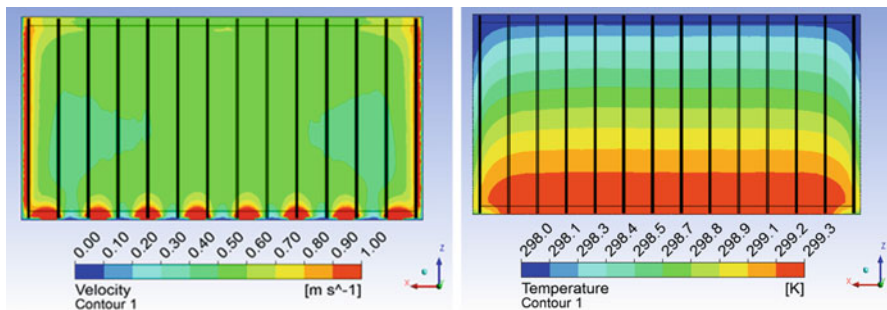 0.00 0.10 0.20 0.30 0.40 0.50 0.60 0.70 0.80 0.90 1.00
Velocity [m s^-1]
Contour 1
z
x
298.0 298.1 298.3 298.4 298.5 298.7 298.8 298.9 299.1 299.2 299.3
Temperature [K]
Contour 1
z
x